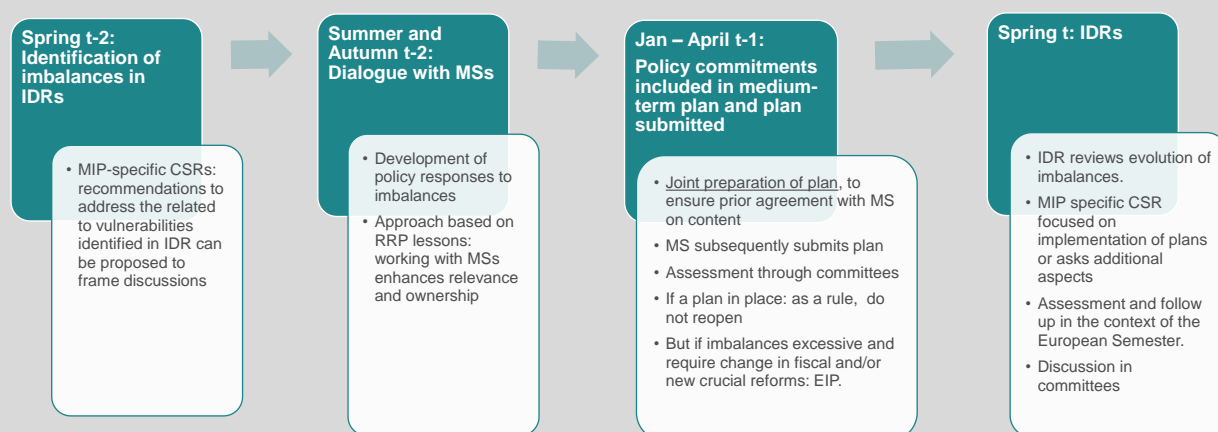 Spring t-2:
Identification of
imbalances in
IDRs
• MIP-specific CSRs:
recommendations to
address the related
to vulnerabilities
identified in IDR can
be proposed to
frame discussions
Summer and
Autumn t-2:
Dialogue with MSs
• Development of
policy responses to
imbalances
• Approach based on
RRP lessons:
working with MSs
enhances relevance
and ownership
Jan – April t-1:
Policy commitments
included in medium-
term plan and plan
submitted
• Joint preparation of plan, to
ensure prior agreement with MS
on content
• MS subsequently submits plan
• Assessment through committees
• If a plan in place: as a rule, do
not reopen
• But if imbalances excessive and
require change in fiscal and/or
new crucial reforms: EIP.
Spring t: IDRs
• IDR reviews evolution of
imbalances.
• MIP specific CSR
focused on
implementation of plans
or asks additional
aspects
• Assessment and follow
up in the context of the
European Semester.
• Discussion in
committees